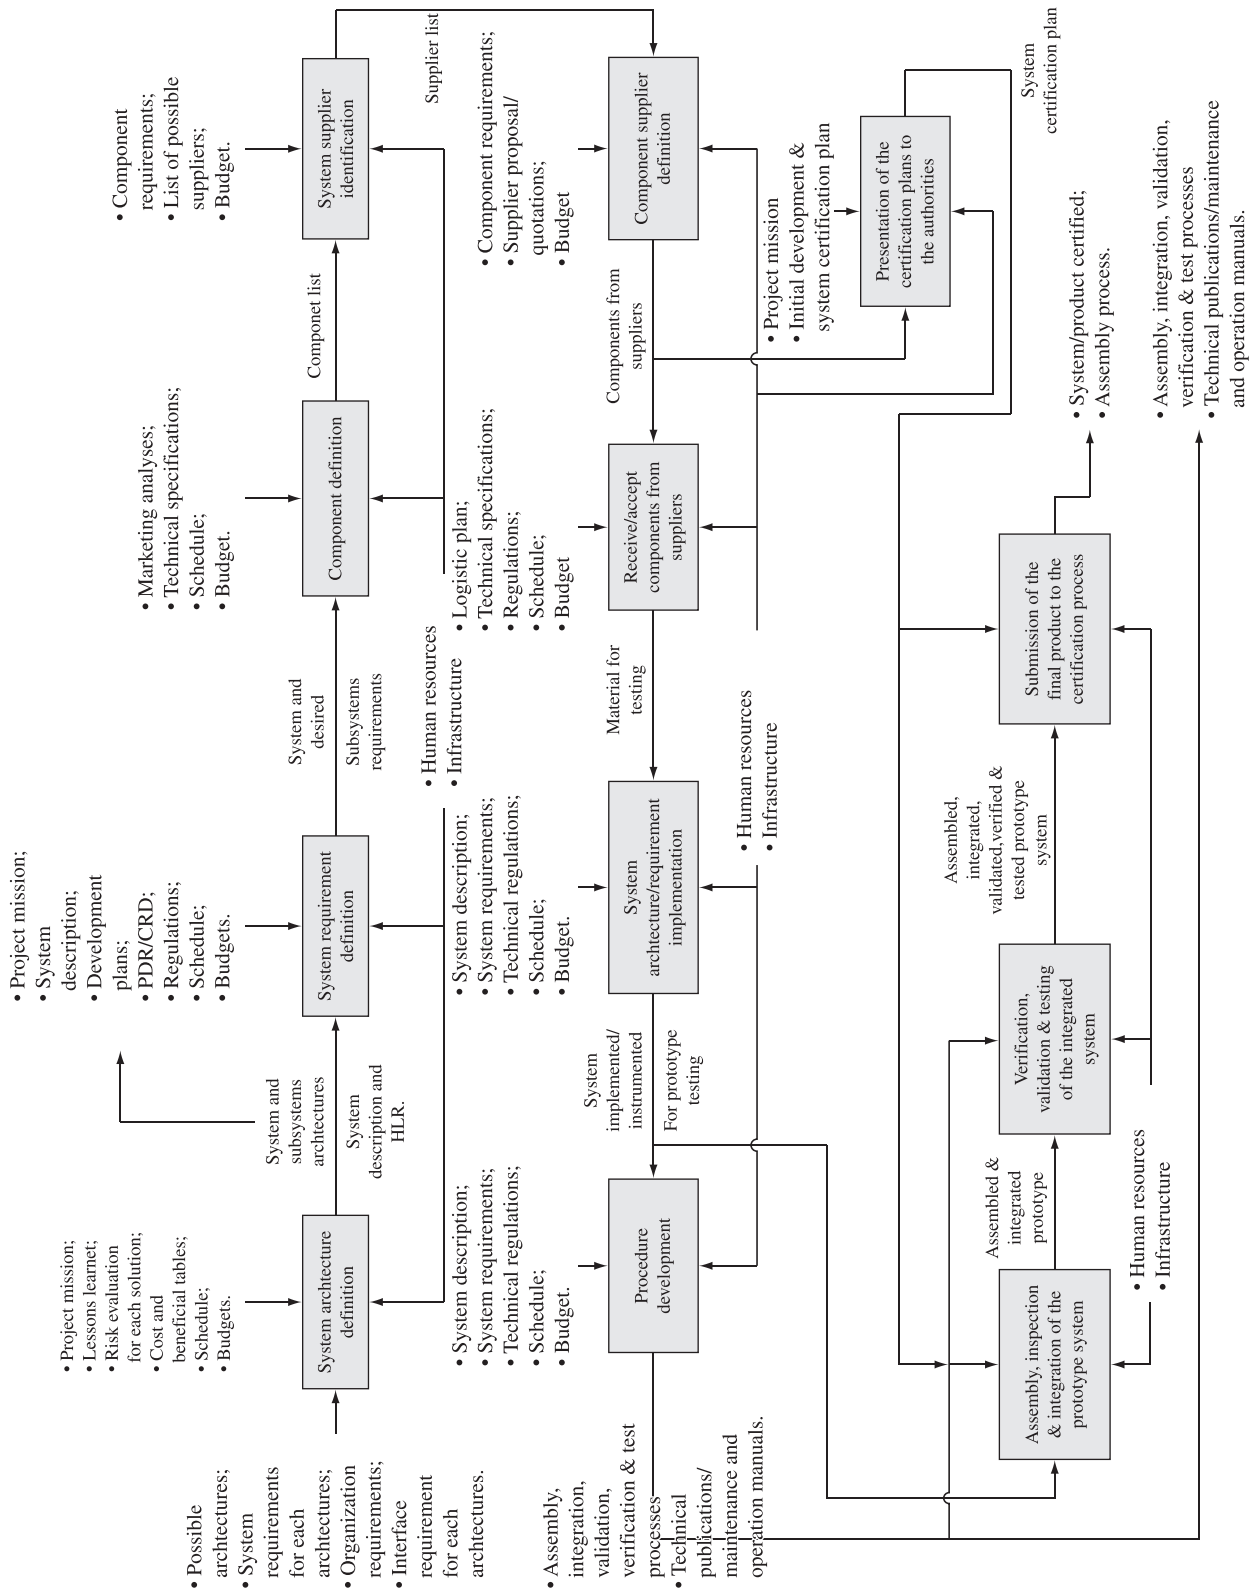 • Possible
archtectures;
• System
requirements
for each
archtectures;
• Organization
requirements;
• Interface
requirement
for each
archtectures.
• Project mission;
• Lessons learnet;
• Risk evaluation
for each solution;
• Cost and
beneficial tables;
• Schedule;
• Budgets.
System archtecture
definition
System and
subsystems
archtectures
System
description and
HLR.
• Project mission;
• System
description;
• Development
plans;
• PDR/CRD;
• Regulations;
• Schedule;
• Budgets.
System requirement
definition
System and
desired
Subsystems
requirements
• Human resources
• Infrastructure
• Marketing analyses;
• Technical specifications;
• Schedule;
• Budget.
Component definition
Componet list
• Component
requirements;
• List of possible
suppliers;
• Budget.
System supplier
identification
Supplier list
• Assembly,
integration,
validation,
verification & test
processes
• Technical
publications/
maintenance and
operation manuals.
• System description;
• System requirements;
• Technical regulations;
• Schedule;
• Budget.
Procedure
development
System
implemented/
instrumented
For prototype
testing
• System description;
• System requirements;
• Technical regulations;
• Schedule;
• Budget.
System
archtecture/requirement
implementation
• Human resources
• Infrastructure
Material for
testing
• Logistic plan;
• Technical specifications;
• Regulations;
• Schedule;
• Budget
Receive/accept
components from
suppliers
Components from
suppliers
• Component requirements;
• Supplier proposal/
quotations;
• Budget
Component supplier
definition
• Project mission
• Initial development &
system certification plan
Presentation of the
certification plans to
the authorities
System
certification plan
Assembly, inspection
& integration of the
prototype system
Assembled &
integrated
prototype
• Human resources
• Infrastructure
Verification,
validation & testing
of the integrated
system
Assembled,
integrated,
validated,verified &
tested prototype
system
Submission of the
final product to the
certification process
• System/product certified;
• Assembly process.
• Assembly, integration, validation,
verification & test processes
• Technical publications/maintenance
and operation manuals.